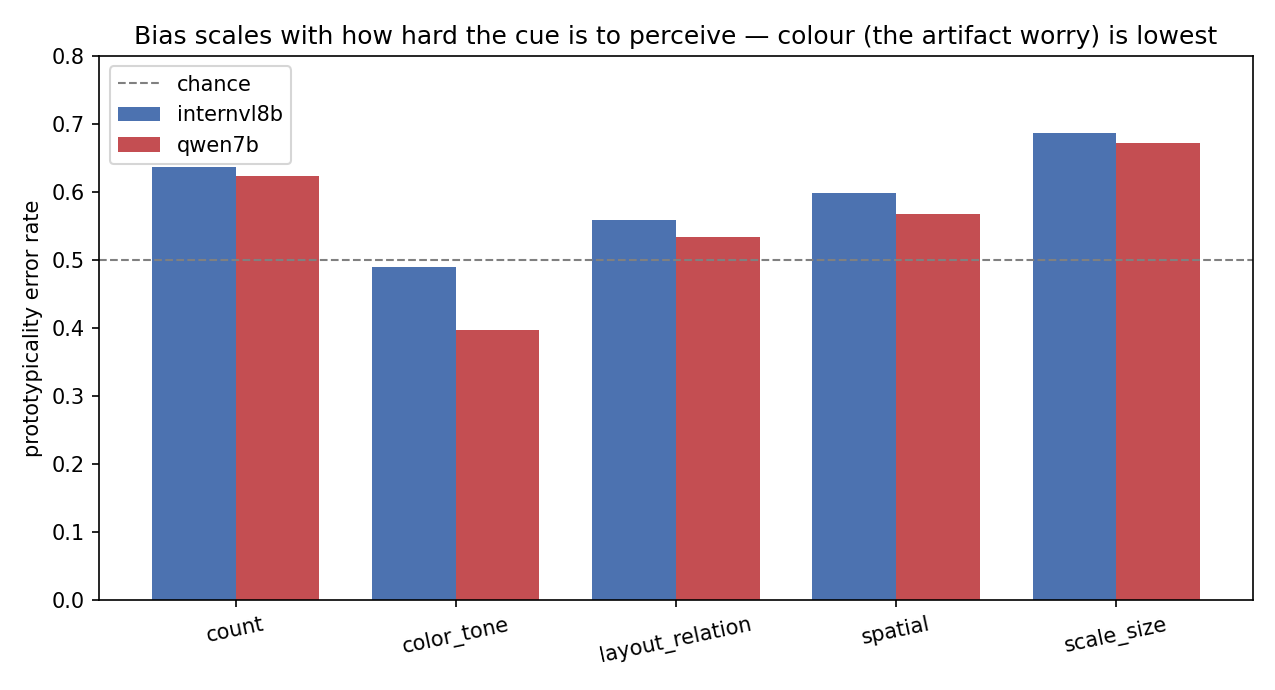 Bias scales with how hard the cue is to perceive — colour (the artifact worry) is lowest
chance
internvl8b
qwen7b
prototypicality error rate
0.8
0.7
0.6
0.5
0.4
0.3
0.2
0.1
0.0
count
color_tone
layout_relation
spatial
scale_size